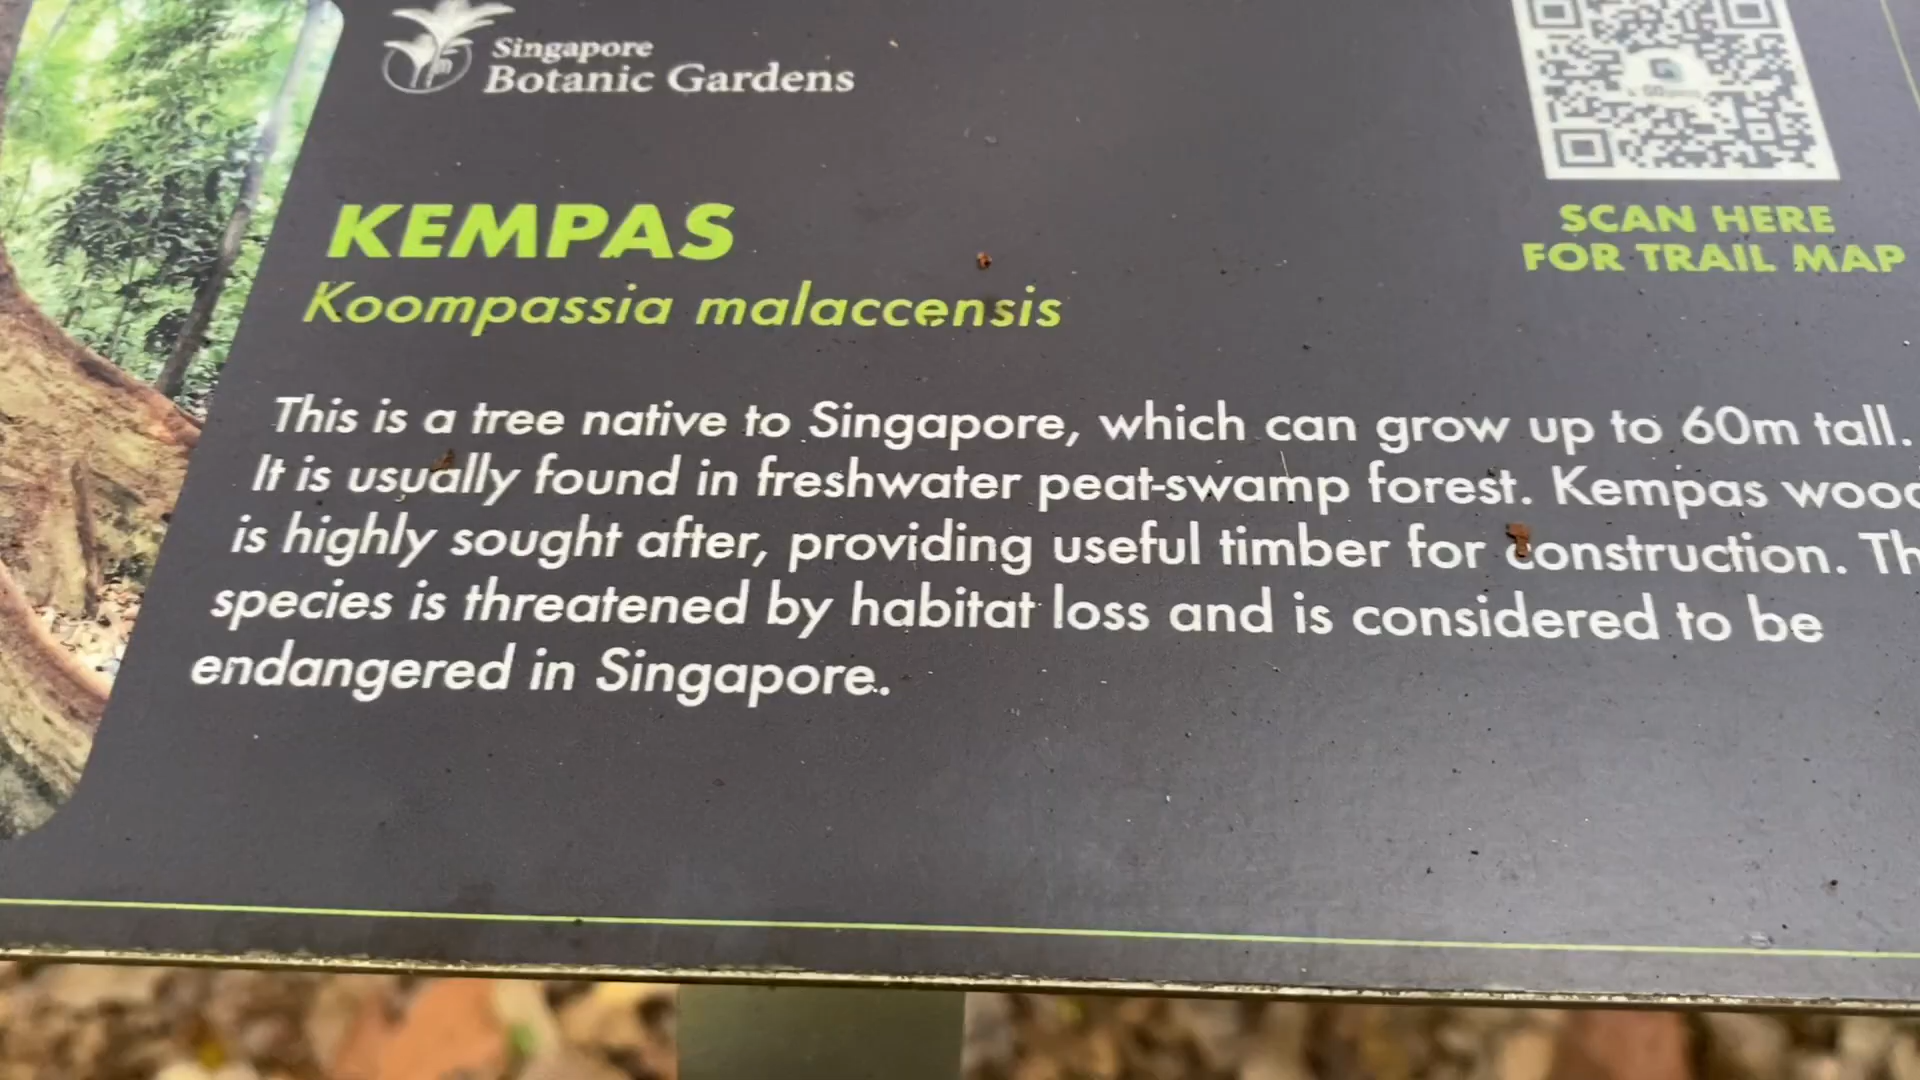 Singapore
Botanic Gardens
KEMPAS
Koompassia malaccensis
SCAN HERE
FOR TRAIL MAP
This is a tree native to Singapore, which can grow up to 60m tall.
It is usually found in freshwater peat-swamp forest. Kempas
is highly sought after, providing useful timber for construction.
species is threatened by habitat loss and is considered to be
endangered in Singapore.